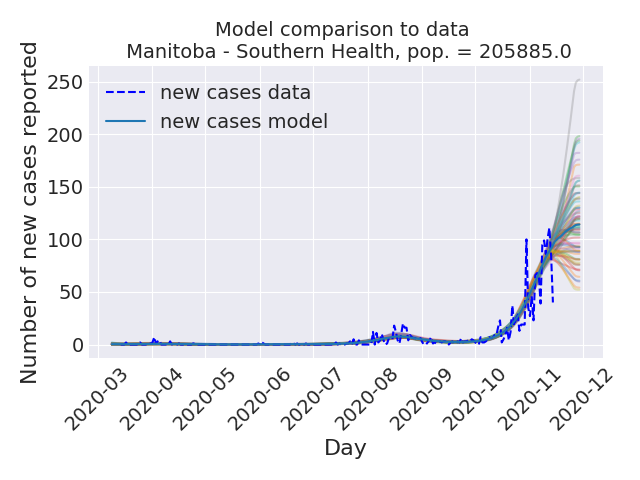 Model comparison to data
Manitoba - Southern Health, pop. = 205885.0
Number of new cases reported
250
200
150
100
50
0
new cases data
new cases model
2020-03
2020-04
2020-05
2020-06
2020-07
2020-08
2020-09
2020-10
2020-11
2020-12
Day